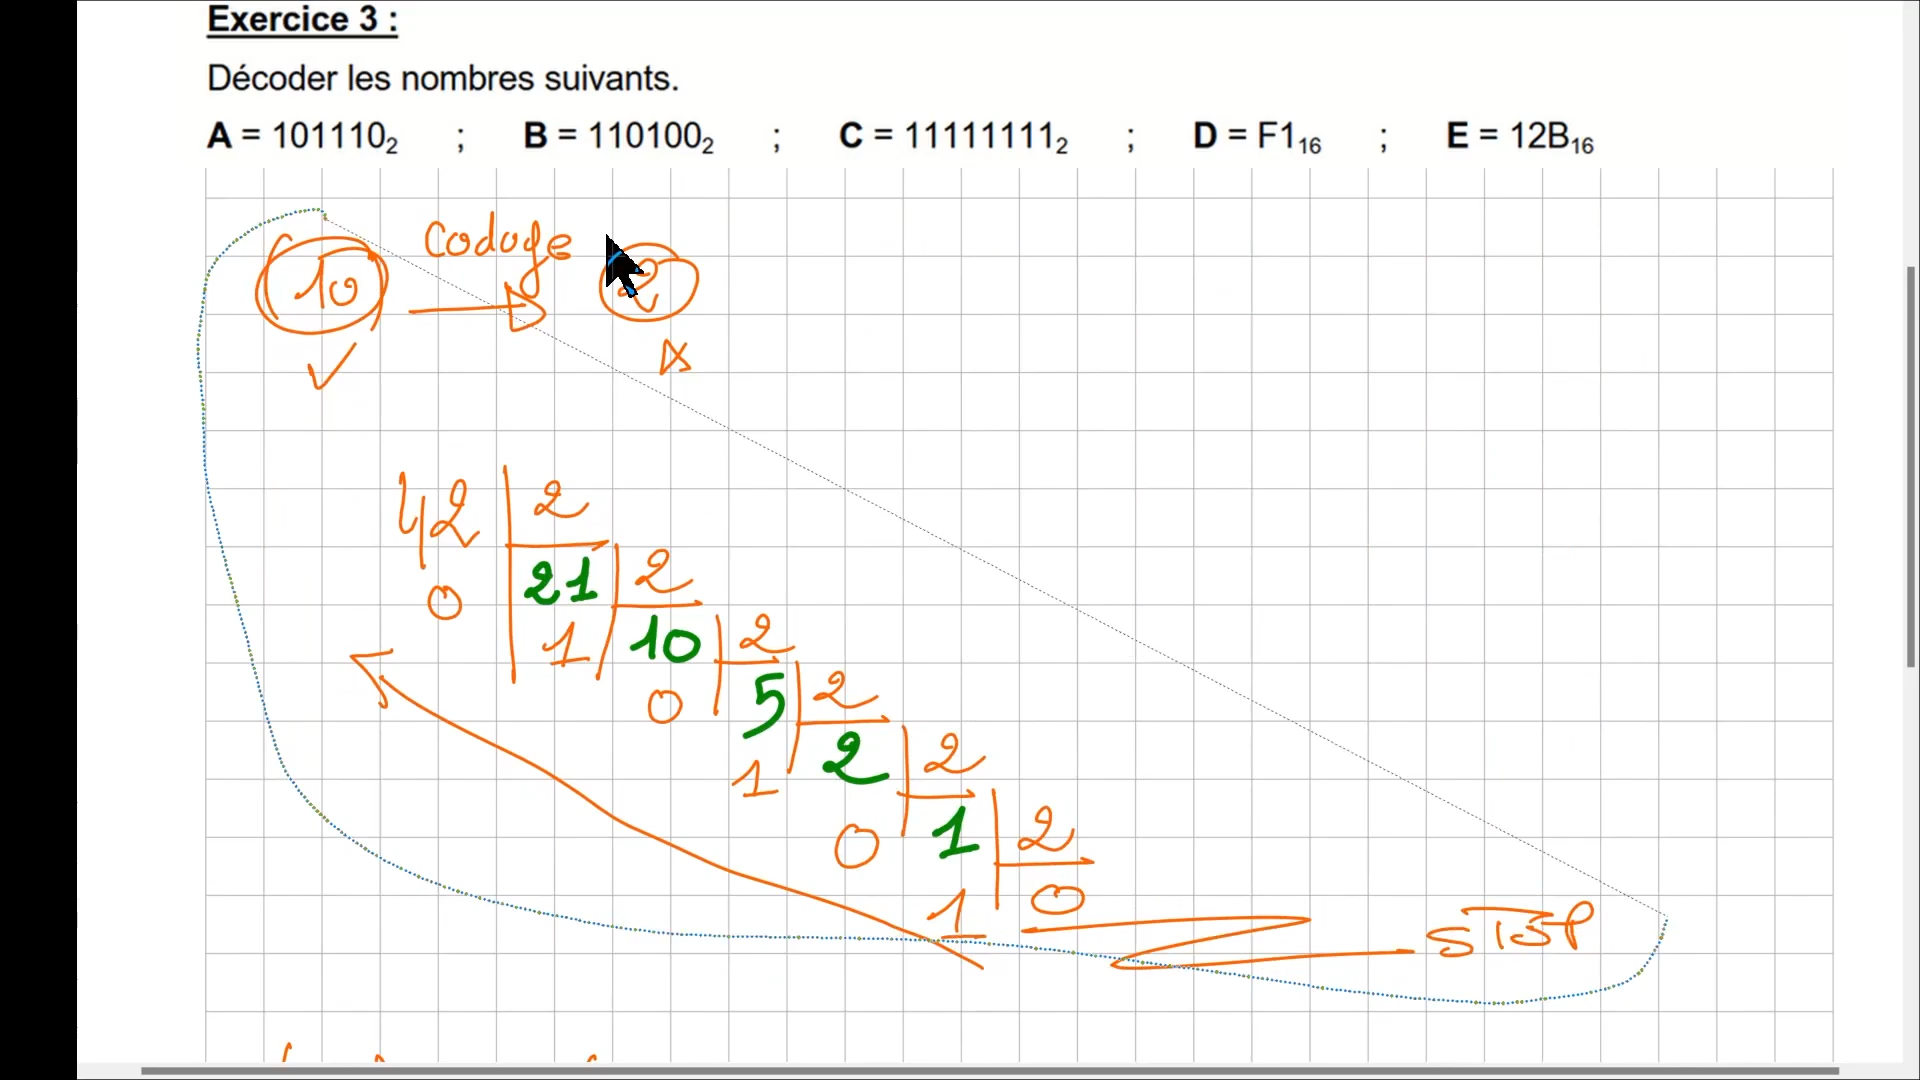 Exercice 3 :
Décoder les nombres suivants.
A = 101110₂ ; B = 110100₂ ; C = 11111111₂ ; D = F1₁₆ ; E = 12B₁₆
10 Codage 2
42 2
0 21 2
1 10 2
0 5 2
1 2 2
0 1 2
1 0
STOP